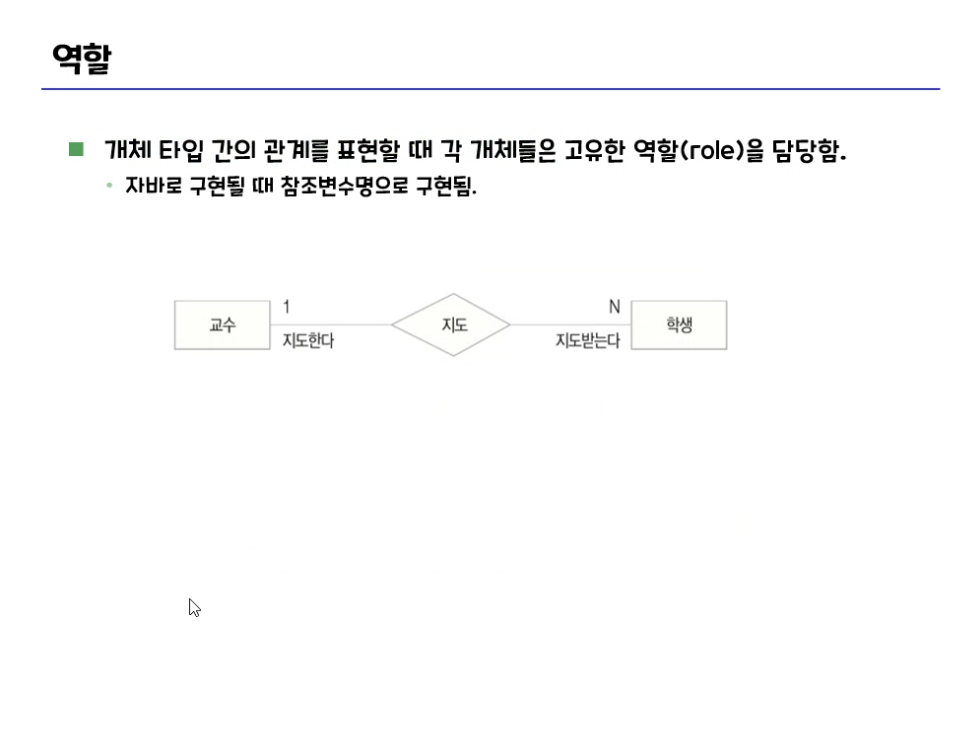 역할
개체 타입 간의 관계를 표현할 때 각 개체들은 고유한 역할(role)을 담당함.
자바로 구현될 때 참조변수명으로 구현됨.
교수
1
지도한다
지도
N
지도받는다
학생